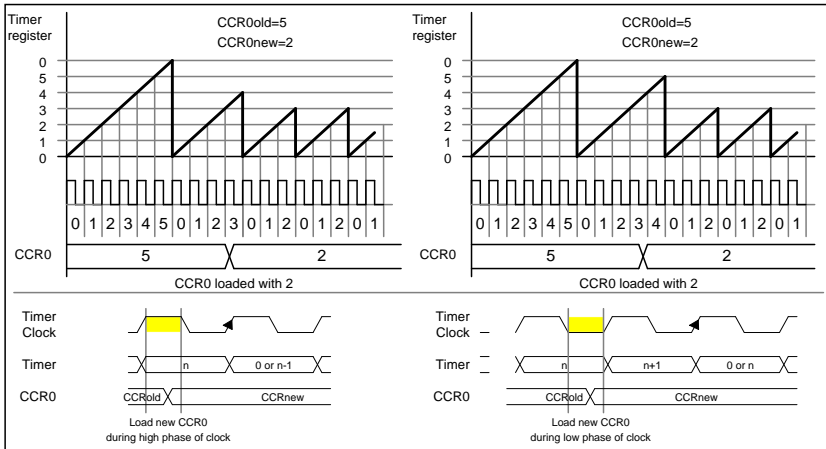 Timer
register
CCR0old=5
CCR0new=2
0
5
4
3
2
1
0
0 1 2 3 4 5 0 1 2 3 0 1 2 0 1 2 0 1
CCR0
5
2
CCR0 loaded with 2
Timer
register
CCR0old=5
CCR0new=2
0
5
4
3
2
1
0
0 1 2 3 4 5 0 1 2 3 4 0 1 2 0 1 2 0 1
CCR0
5
2
CCR0 loaded with 2
Timer
Clock
Timer
n
0 or n-1
CCR0
CCRold
CCRnew
Load new CCR0
during high phase of clock
Timer
Clock
Timer
n
n+1
0 or n
CCR0
CCRold
CCRnew
Load new CCR0
during low phase of clock